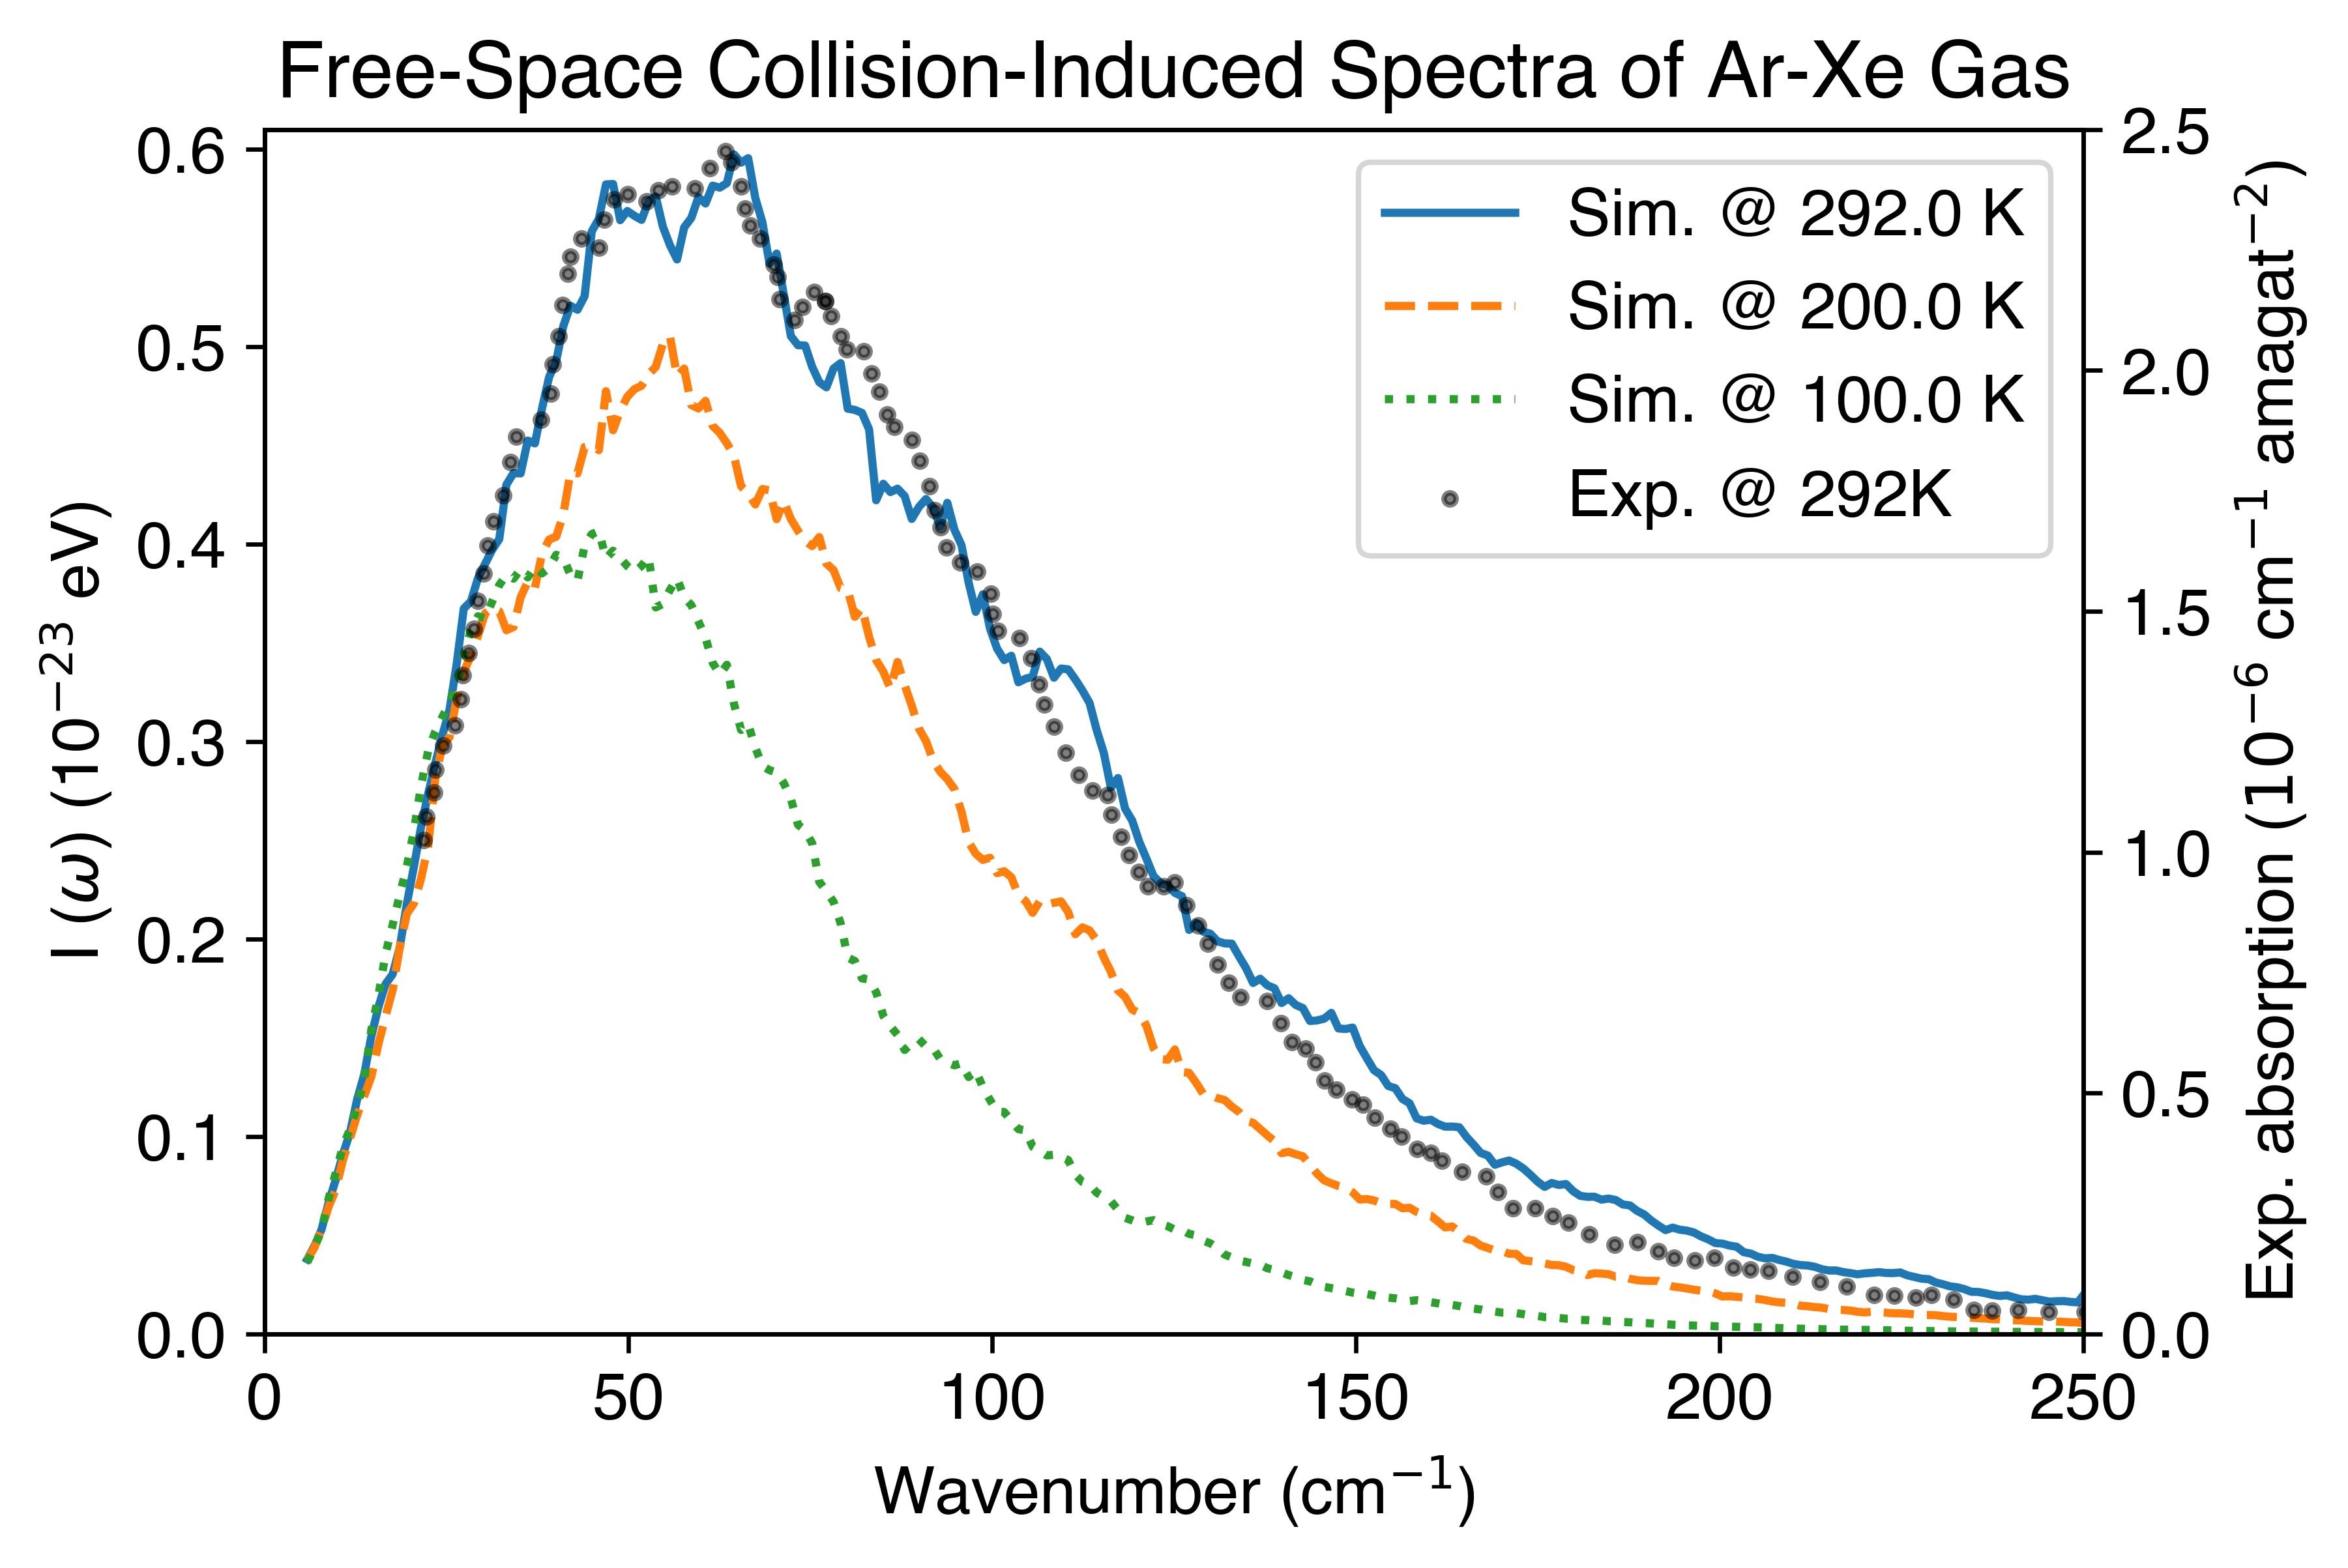 Free-Space Collision-Induced Spectra of Ar-Xe Gas
I(ω) (10⁻²³ eV)
0.6
0.5
0.4
0.3
0.2
0.1
0.0
Sim. @ 292.0 K
Sim. @ 200.0 K
Sim. @ 100.0 K
Exp. @ 292K
2.5
2.0
1.5
1.0
0.5
0.0
Exp. absorption (10⁻⁶ cm⁻¹ amagat⁻²)
0 50 100 150 200 250
Wavenumber (cm⁻¹)